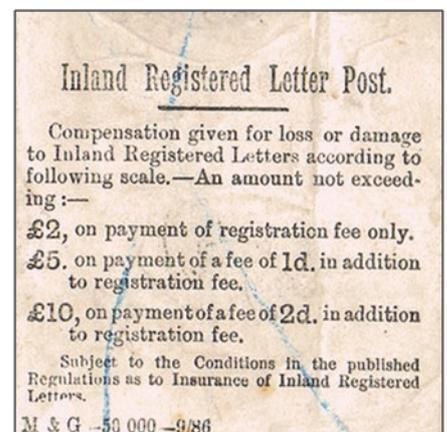 Inland Registered Letter Post.
Compensation given for loss or damage
to Inland Registered Letters according to
following scale.—An amount not exceed-
ing :—
£2, on payment of registration fee only.
£5. on payment of a fee of 1d. in addition
to registration fee.
£10, on payment of a fee of 2d. in addition
to registration fee.
Subject to the Conditions in the published
Regulations as to Insurance of Inland Registered
Letters.
M & G —50 000 —9/86